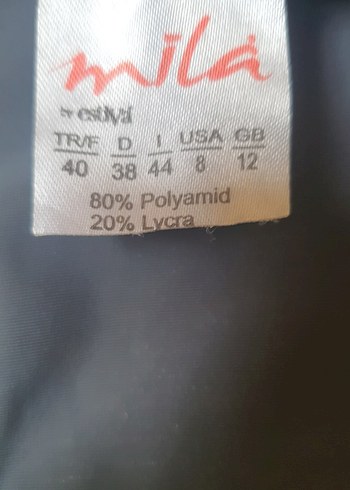 mila
by estiva
TR/F D I USA GB
40 38 44 8 12
80% Polyamid
20% Lycra